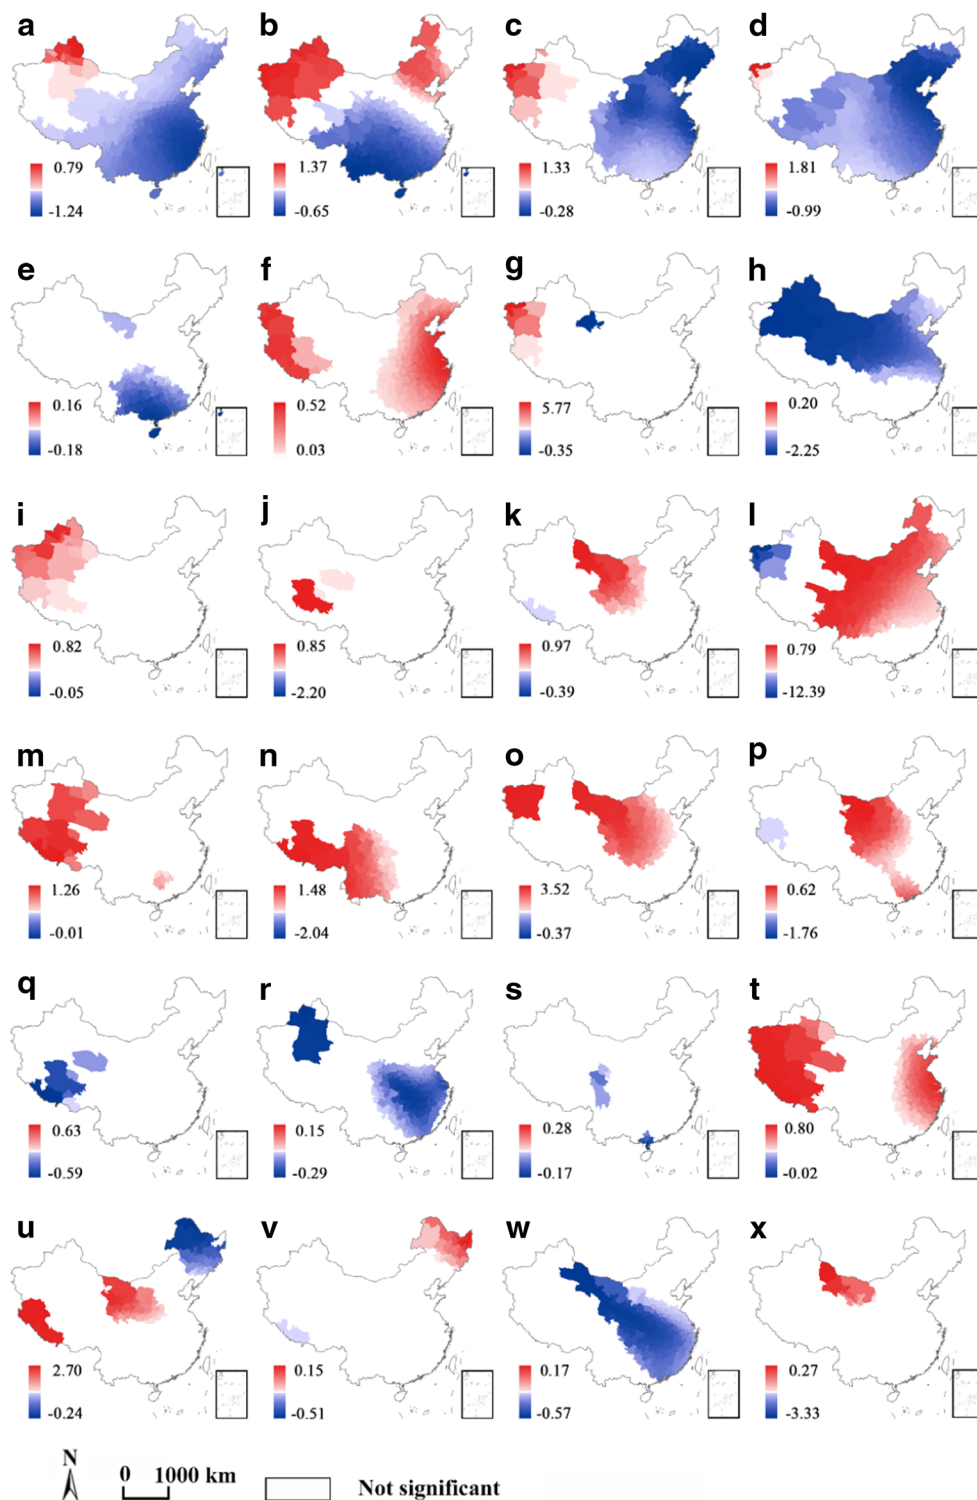 a b c d
0.79 1.37 1.33 1.81
-1.24 -0.65 -0.28 -0.99
e f g h
0.16 0.52 5.77 0.20
-0.18 0.03 -0.35 -2.25
i j k l
0.82 0.85 0.97 0.79
-0.05 -2.20 -0.39 -12.39
m n o p
1.26 1.48 3.52 0.62
-0.01 -2.04 -0.37 -1.76
q r s t
0.63 0.15 0.28 0.80
-0.59 -0.29 -0.17 -0.02
u v w x
2.70 0.15 0.17 0.27
-0.24 -0.51 -0.57 -3.33
N
0 1000 km
Not significant